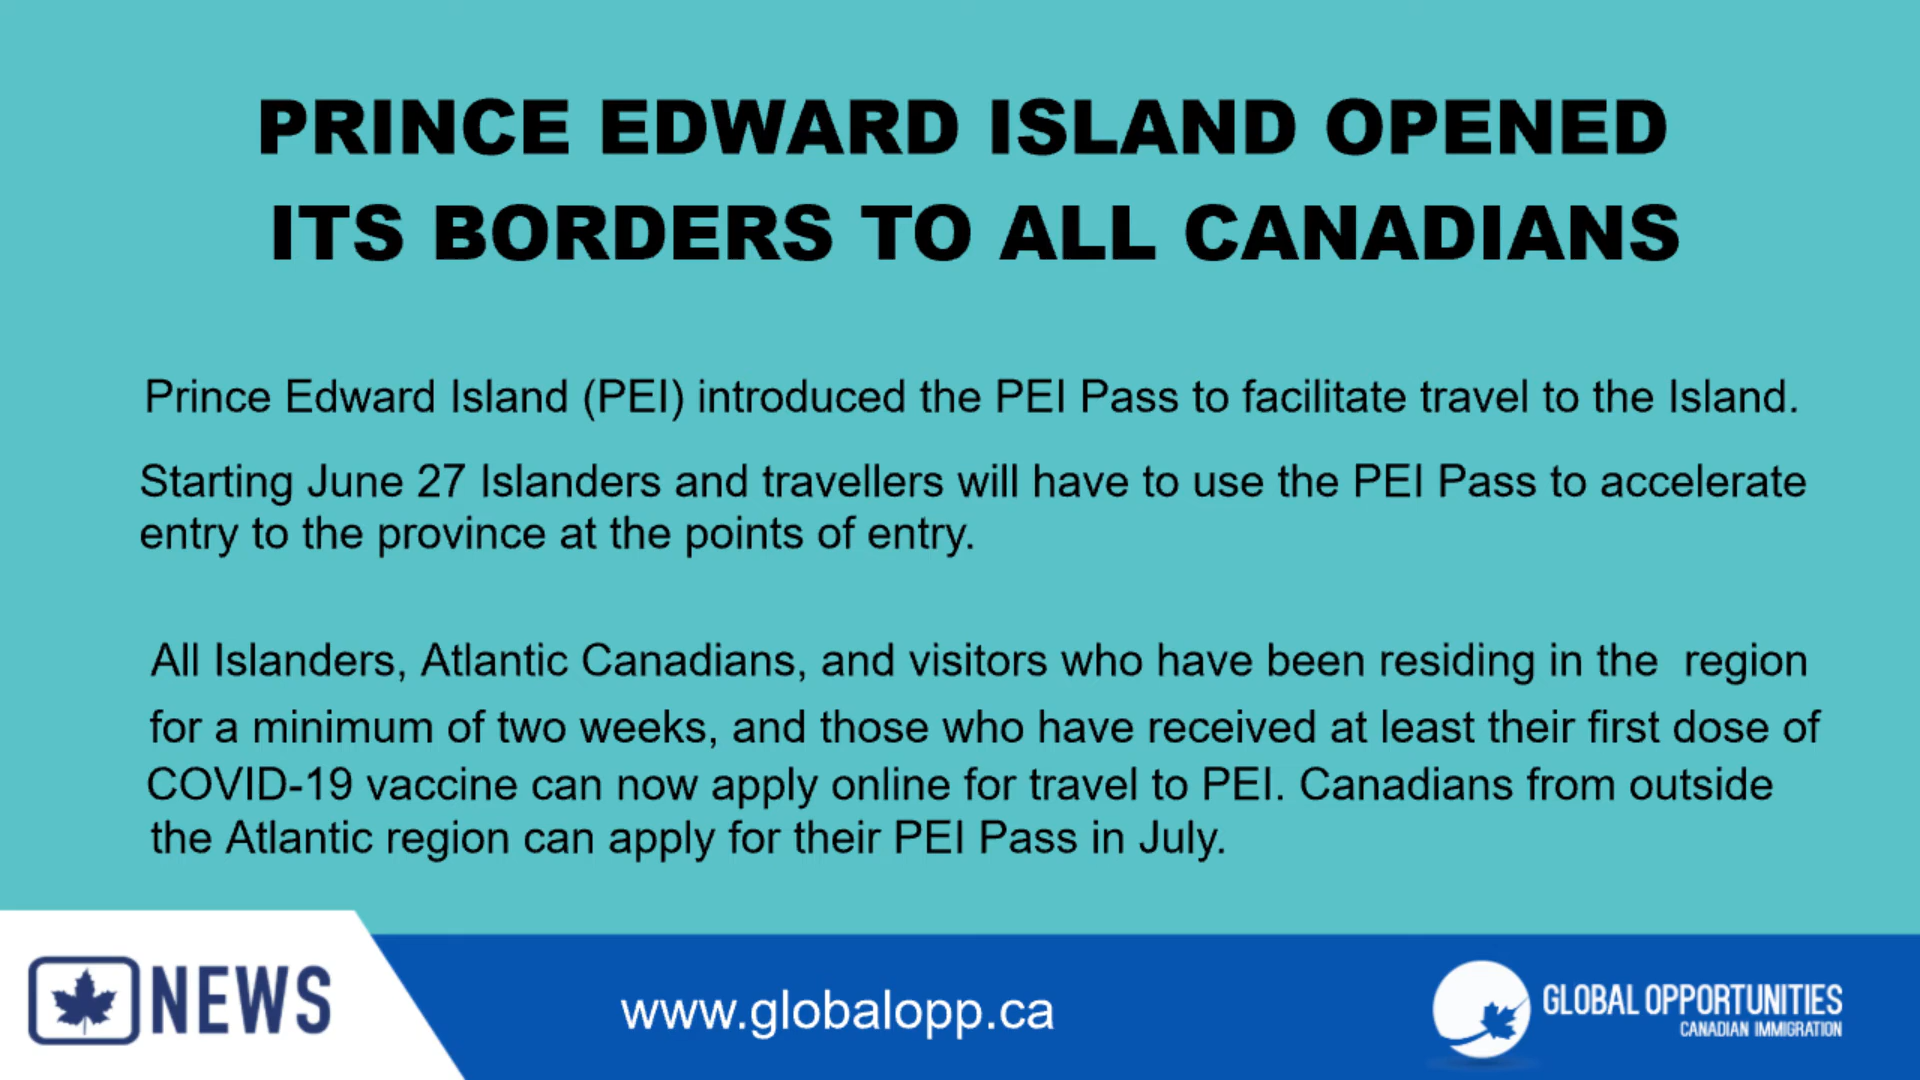 PRINCE EDWARD ISLAND OPENED
ITS BORDERS TO ALL CANADIANS
Prince Edward Island (PEI) introduced the PEI Pass to facilitate travel to the Island.
Starting June 27 Islanders and travellers will have to use the PEI Pass to accelerate
entry to the province at the points of entry.
All Islanders, Atlantic Canadians, and visitors who have been residing in the region
for a minimum of two weeks, and those who have received at least their first dose of
COVID-19 vaccine can now apply online for travel to PEI. Canadians from outside
the Atlantic region can apply for their PEI Pass in July.
NEWS
www.globalopp.ca
GLOBAL OPPORTUNITIES
CANADIAN IMMIGRATION